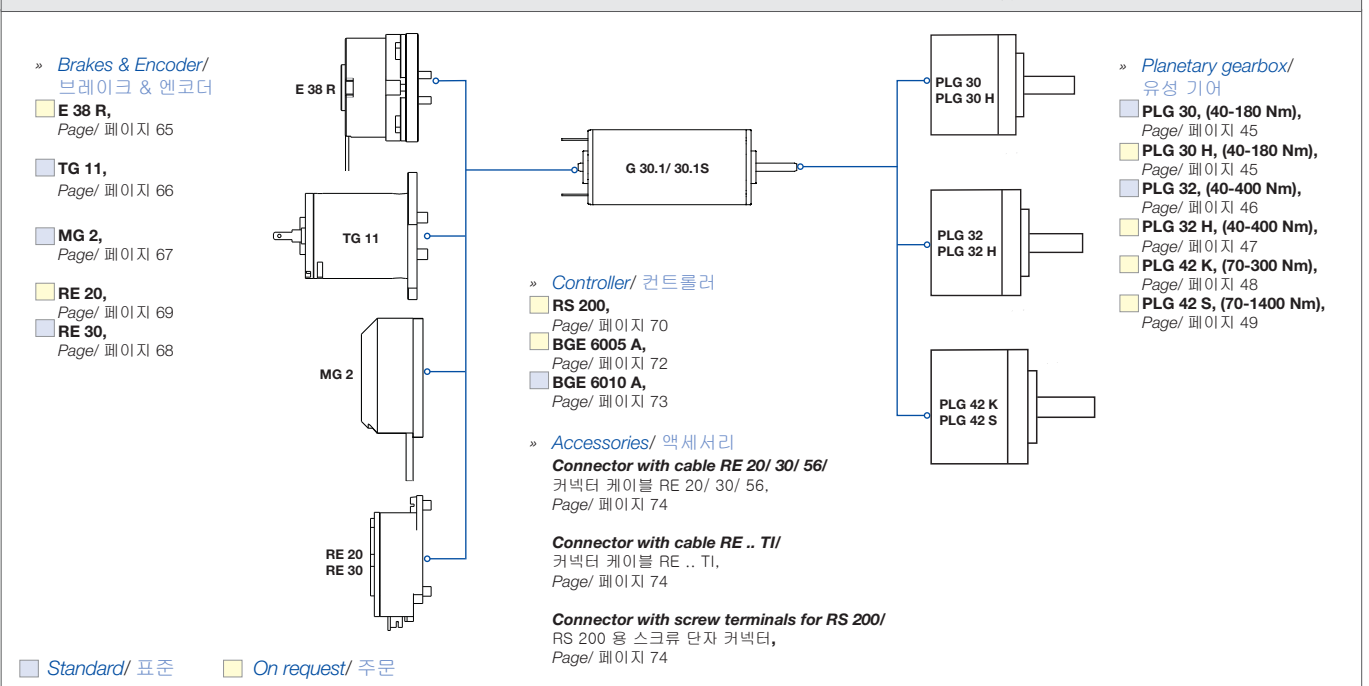 » Brakes & Encoder/
브레이크 & 엔코더
E 38 R,
Page/ 페이지 65
TG 11,
Page/ 페이지 66
MG 2,
Page/ 페이지 67
RE 20,
Page/ 페이지 69
RE 30,
Page/ 페이지 68
E 38 R
TG 11
MG 2
RE 20
RE 30
G 30.1/ 30.1S
» Controller/ 컨트롤러
RS 200,
Page/ 페이지 70
BGE 6005 A,
Page/ 페이지 72
BGE 6010 A,
Page/ 페이지 73
» Accessories/ 액세서리
Connector with cable RE 20/ 30/ 56/
커넥터 케이블 RE 20/ 30/ 56,
Page/ 페이지 74
Connector with cable RE .. TI/
커넥터 케이블 RE .. TI,
Page/ 페이지 74
Connector with screw terminals for RS 200/
RS 200 용 스크류 단자 커넥터,
Page/ 페이지 74
PLG 30
PLG 30 H
PLG 32
PLG 32 H
PLG 42 K
PLG 42 S
» Planetary gearbox/
유성 기어
PLG 30, (40-180 Nm),
Page/ 페이지 45
PLG 30 H, (40-180 Nm),
Page/ 페이지 45
PLG 32, (40-400 Nm),
Page/ 페이지 46
PLG 32 H, (40-400 Nm),
Page/ 페이지 47
PLG 42 K, (70-300 Nm),
Page/ 페이지 48
PLG 42 S, (70-1400 Nm),
Page/ 페이지 49
Standard/ 표준
On request/ 주문